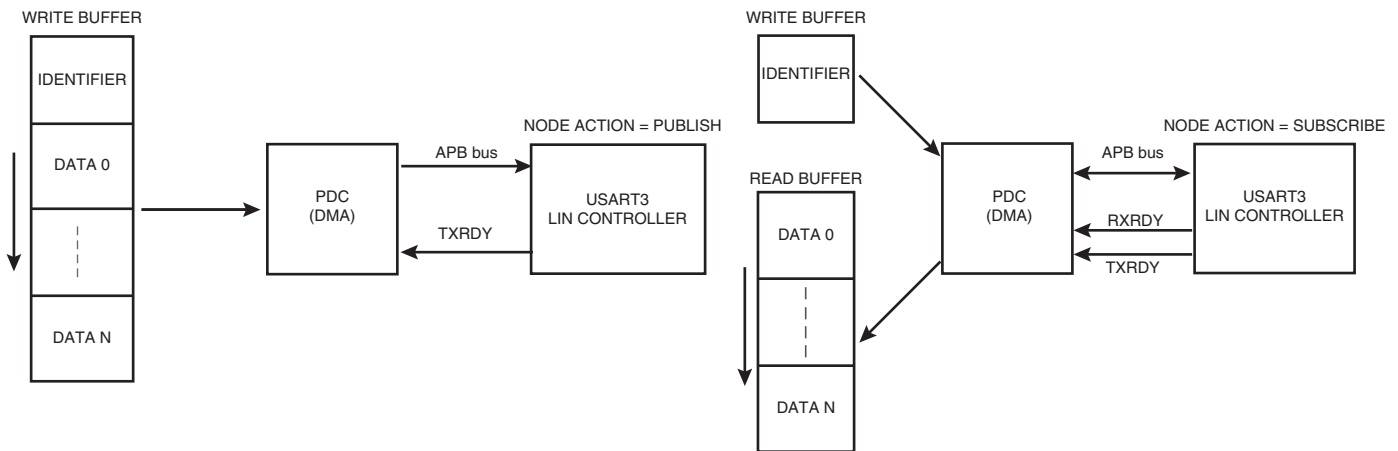 WRITE BUFFER
IDENTIFIER
DATA 0
DATA N
PDC
(DMA)
APB bus
TXRDY
NODE ACTION = PUBLISH
USART3
LIN CONTROLLER
WRITE BUFFER
IDENTIFIER
READ BUFFER
DATA 0
DATA N
PDC
(DMA)
APB bus
RXRDY
TXRDY
NODE ACTION = SUBSCRIBE
USART3
LIN CONTROLLER